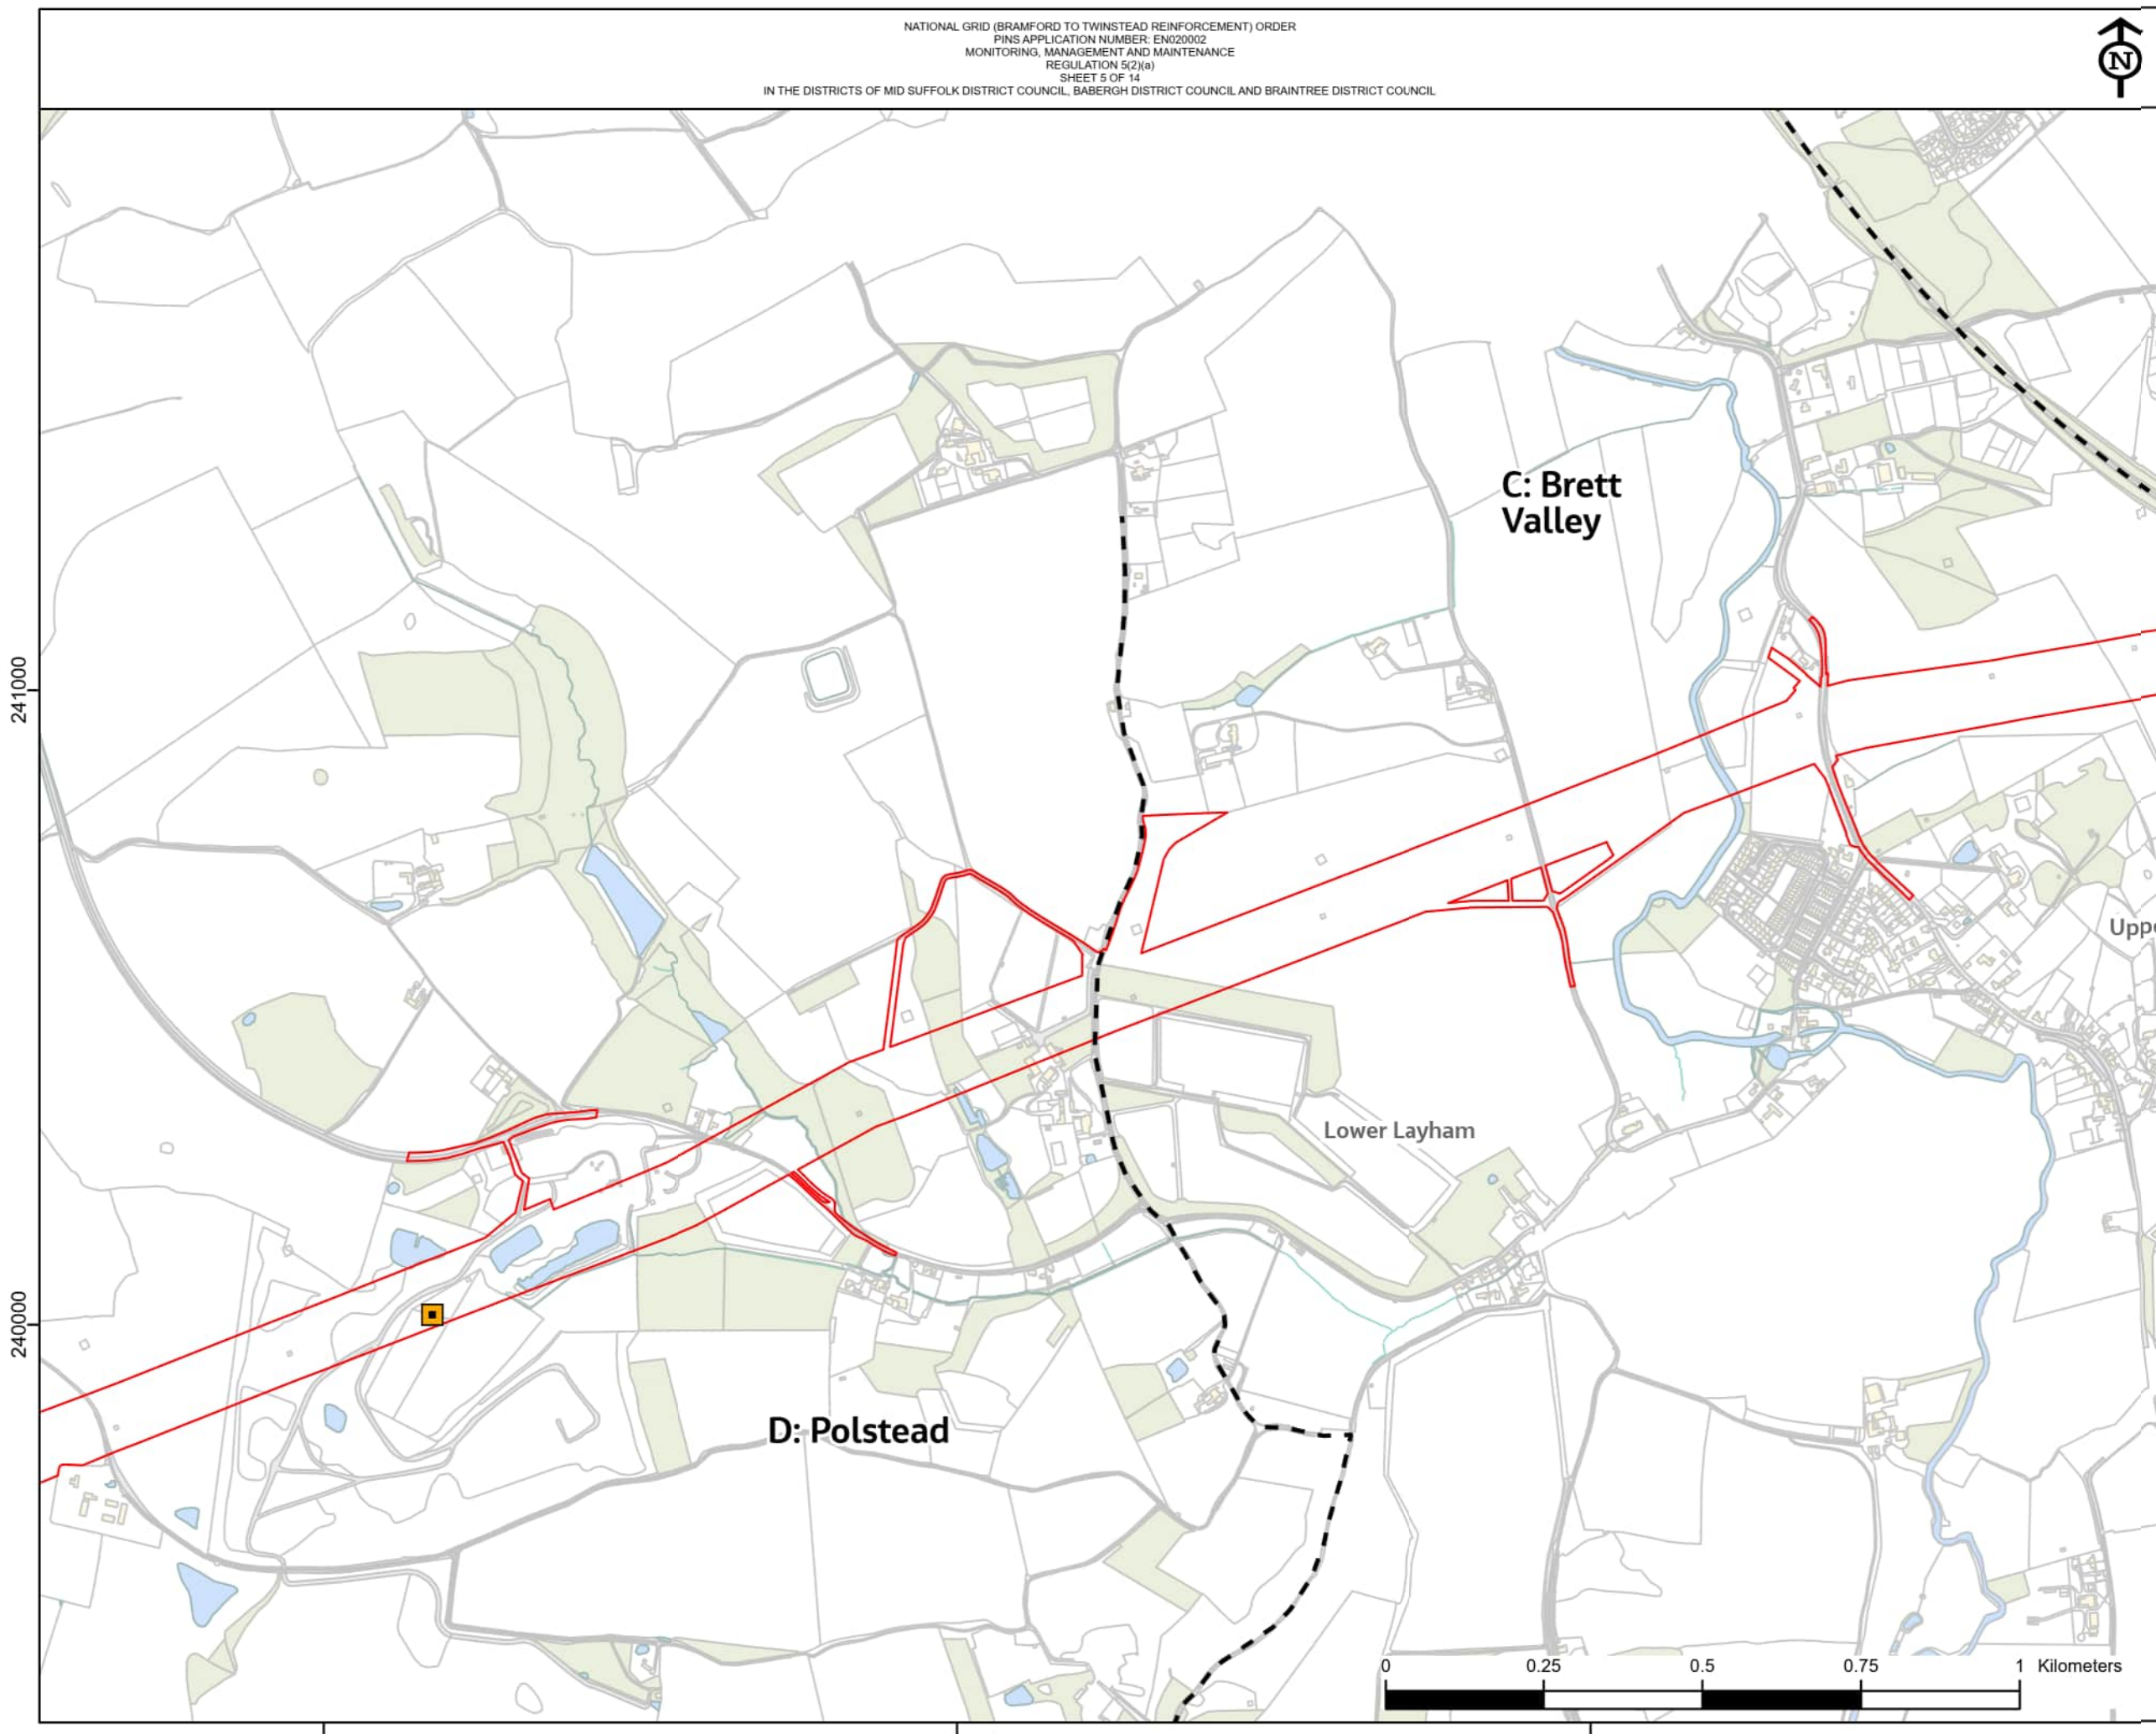 NATIONAL GRID (BRAMFORD TO TWINSTEAD REINFORCEMENT) ORDER
PINS APPLICATION NUMBER: EN020002
MONITORING, MANAGEMENT AND MAINTENANCE
REGULATION 5(2)(a)
SHEET 5 OF 14
IN THE DISTRICTS OF MID SUFFOLK DISTRICT COUNCIL, BABERGH DISTRICT COUNCIL AND BRAINTREE DISTRICT COUNCIL
N
C: Brett
Valley
241000
Uppe
Lower Layham
240000
D: Polstead
0 0.25 0.5 0.75 1 Kilometers